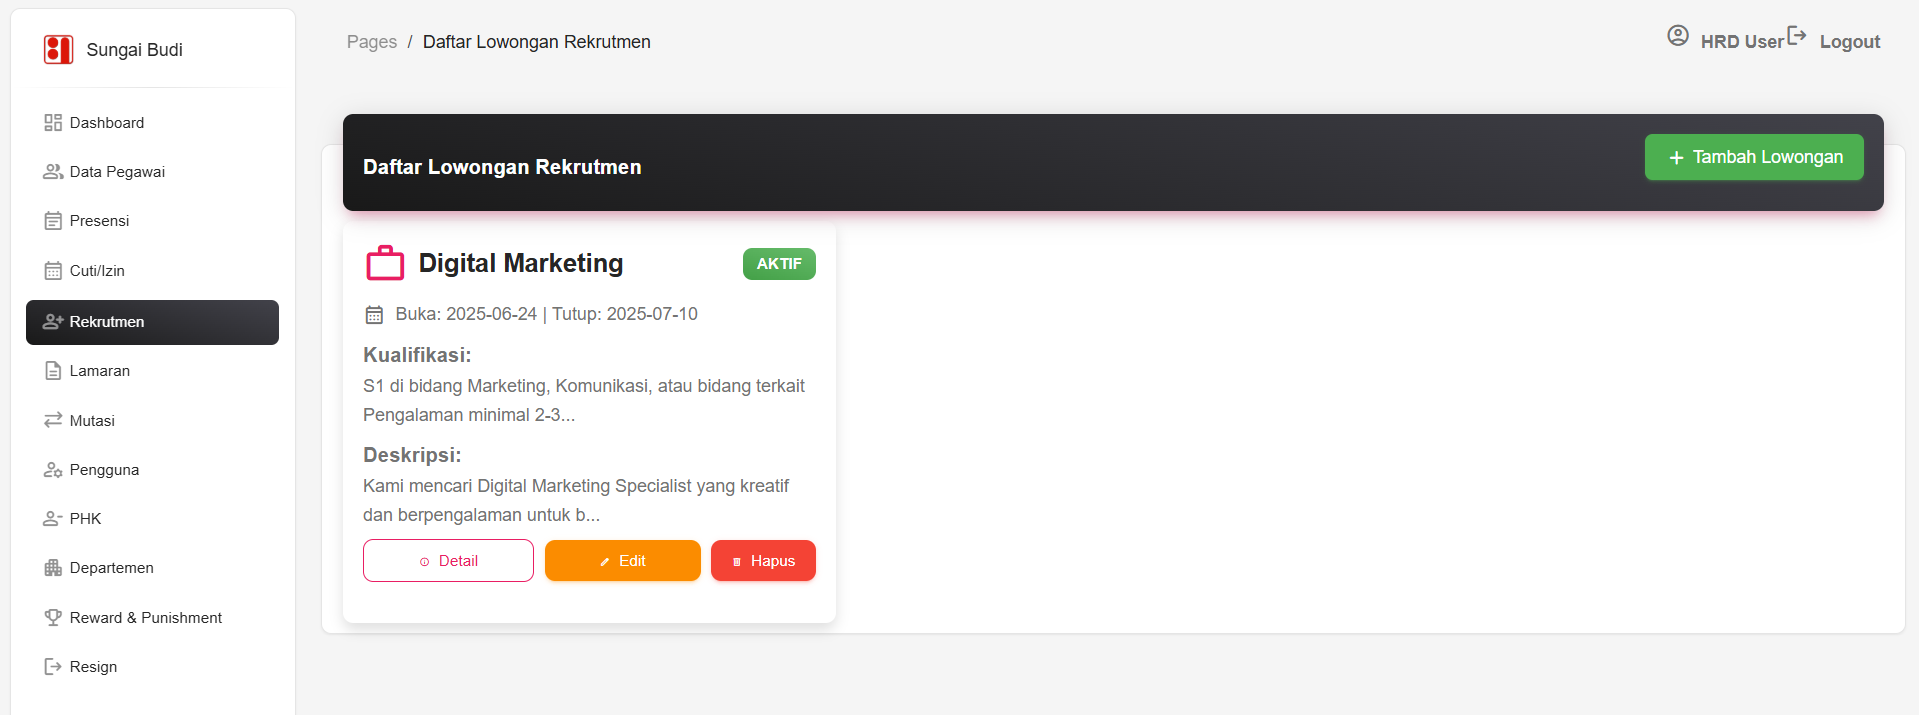 Sungai Budi
Dashboard
Data Pegawai
Presensi
Cuti/Izin
Rekrutmen
Lamaran
Mutasi
Pengguna
PHK
Departemen
Reward & Punishment
Resign
Pages / Daftar Lowongan Rekrutmen
HRD User Logout
Daftar Lowongan Rekrutmen
+ Tambah Lowongan
Digital Marketing
AKTIF
Buka: 2025-06-24 | Tutup: 2025-07-10
Kualifikasi:
S1 di bidang Marketing, Komunikasi, atau bidang terkait
Pengalaman minimal 2-3...
Deskripsi:
Kami mencari Digital Marketing Specialist yang kreatif
dan berpengalaman untuk b...
Detail
Edit
Hapus